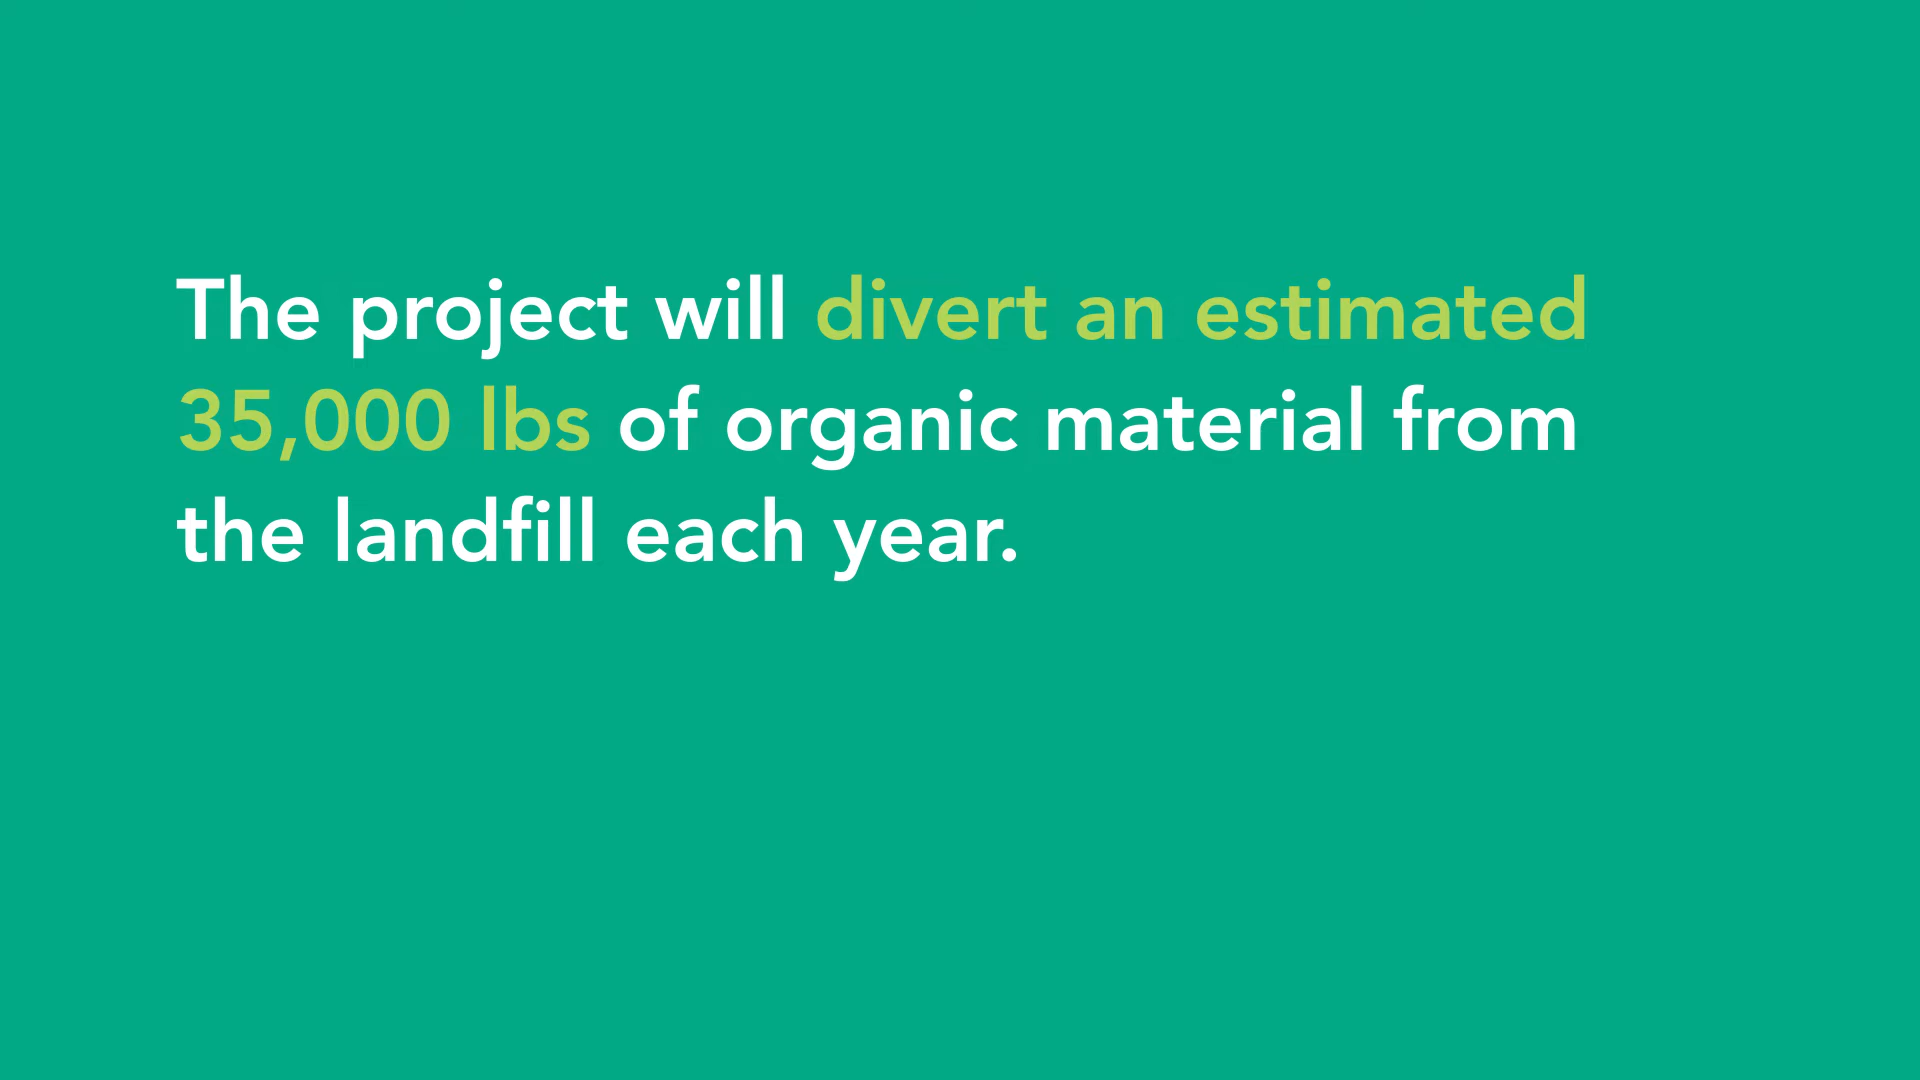 The project will divert an estimated
35,000 lbs of organic material from
the landfill each year.